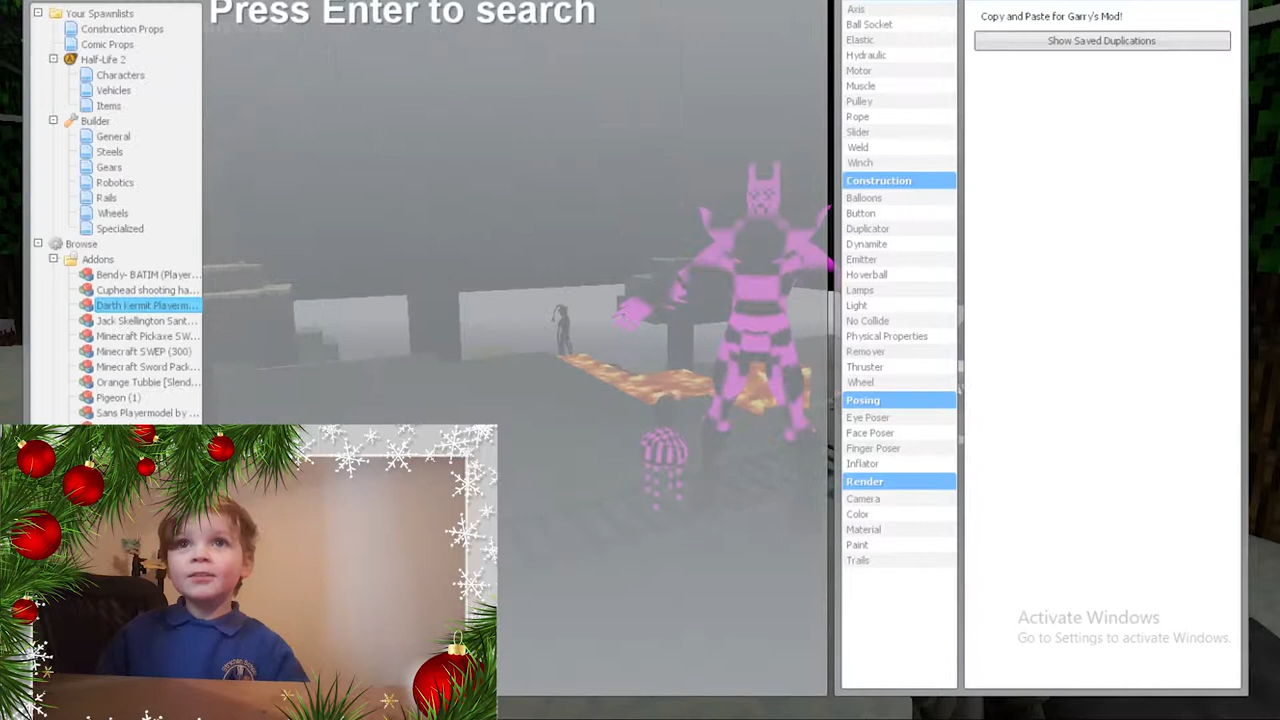 Press Enter to search
Your Spawnlists
Construction Props
Comic Props
Half-Life 2
Characters
Vehicles
Items
Builder
General
Steels
Gears
Robotics
Rails
Wheels
Specialized
Browse
Addons
Bendy- BATIM (Player...
Cuphead shooting ha...
Darth Kermit Playerm...
Jack Skellington Sant...
Minecraft Pickaxe SW...
Minecraft SWEP (300)
Minecraft Sword Pack...
Orange Tubbie [Slend...
Pigeon (1)
Sans Playermodel by ...
Axis
Ball Socket
Elastic
Hydraulic
Motor
Muscle
Pulley
Rope
Slider
Weld
Winch
Construction
Balloons
Button
Duplicator
Dynamite
Emitter
Hoverball
Lamps
Light
No Collide
Physical Properties
Remover
Thruster
Wheel
Posing
Eye Poser
Face Poser
Finger Poser
Inflator
Render
Camera
Color
Material
Paint
Trails
Copy and Paste for Garry's Mod!
Show Saved Duplications
Activate Windows
Go to Settings to activate Windows.